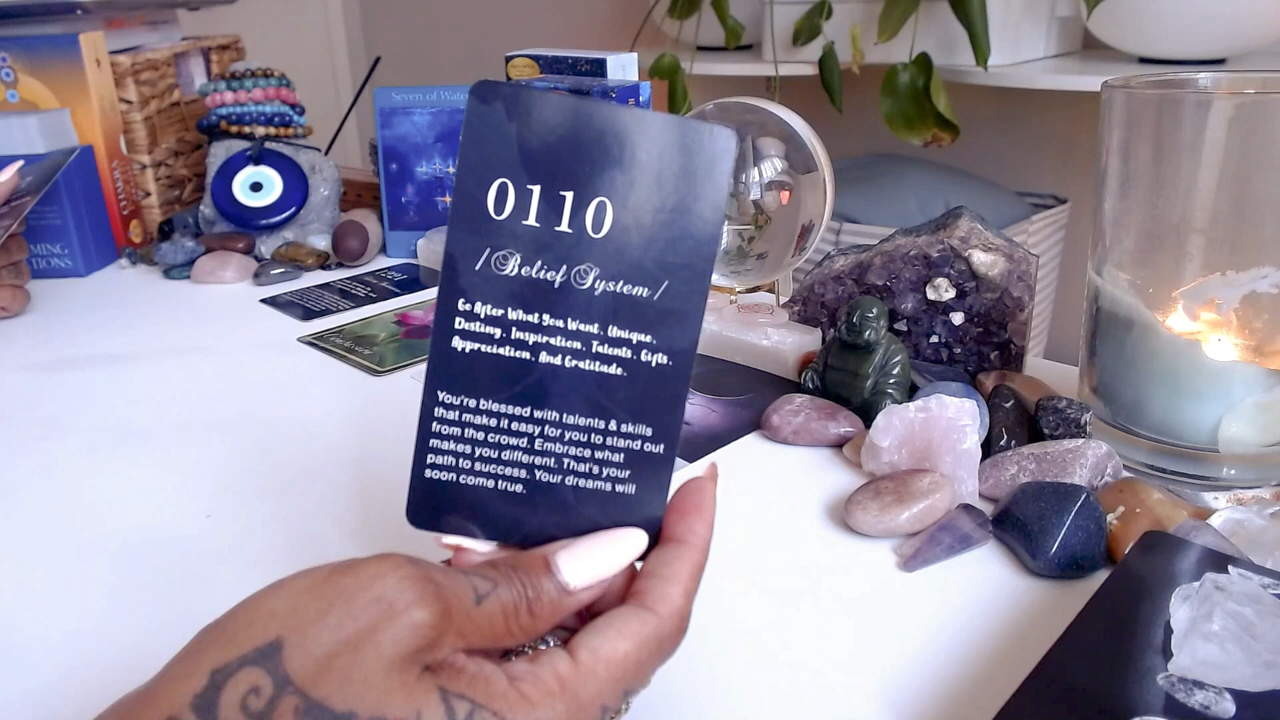 Seven of Wate
0110
/ Belief System /
Go After What You Want. Unique.
Destiny. Inspiration. Talents. Gifts.
Appreciation. And Gratitude.
You're blessed with talents & skills
that make it easy for you to stand out
from the crowd. Embrace what
makes you different. That's your
path to success. Your dreams will
soon come true.
MING
TIONS
1221